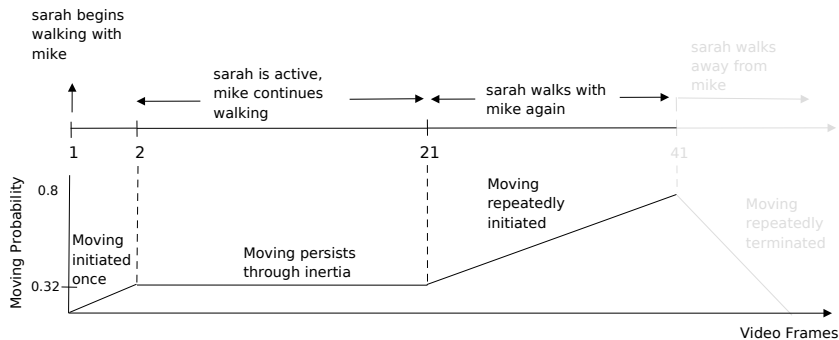 sarah begins
walking with
mike
sarah is active,
mike continues
walking
sarah walks with
mike again
sarah walks
away from
mike
1
2
21
41
Moving Probability
0.8
0.32
Moving
initiated
once
Moving persists
through inertia
Moving
repeatedly
initiated
Moving
repeatedly
terminated
Video Frames